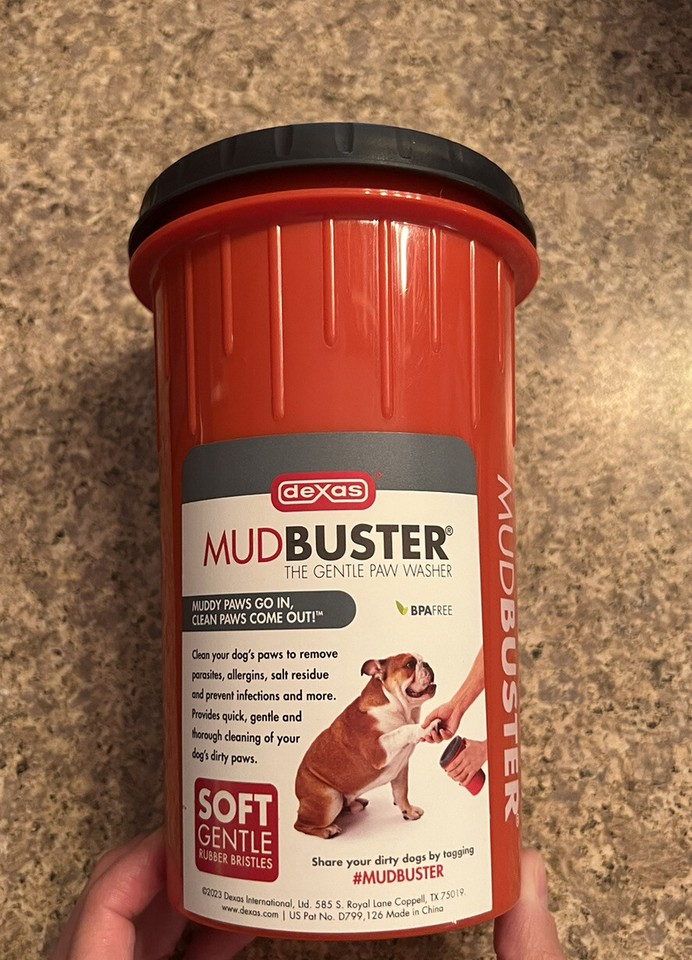 dexas
MUDBUSTER®
THE GENTLE PAW WASHER
MUDDY PAWS GO IN,
CLEAN PAWS COME OUT!™
BPAFREE
Clean your dog's paws to remove
parasites, allergins, salt residue
and prevent infections and more.
Provides quick, gentle and
thorough cleaning of your
dog's dirty paws.
SOFT
GENTLE
RUBBER BRISTLES
Share your dirty dogs by tagging
#MUDBUSTER
©2023 Dexas International, Ltd. 585 S. Royal Lane Coppell, TX 75019.
www.dexas.com | US Pat No. D799,126 Made in China
MUDBUSTER